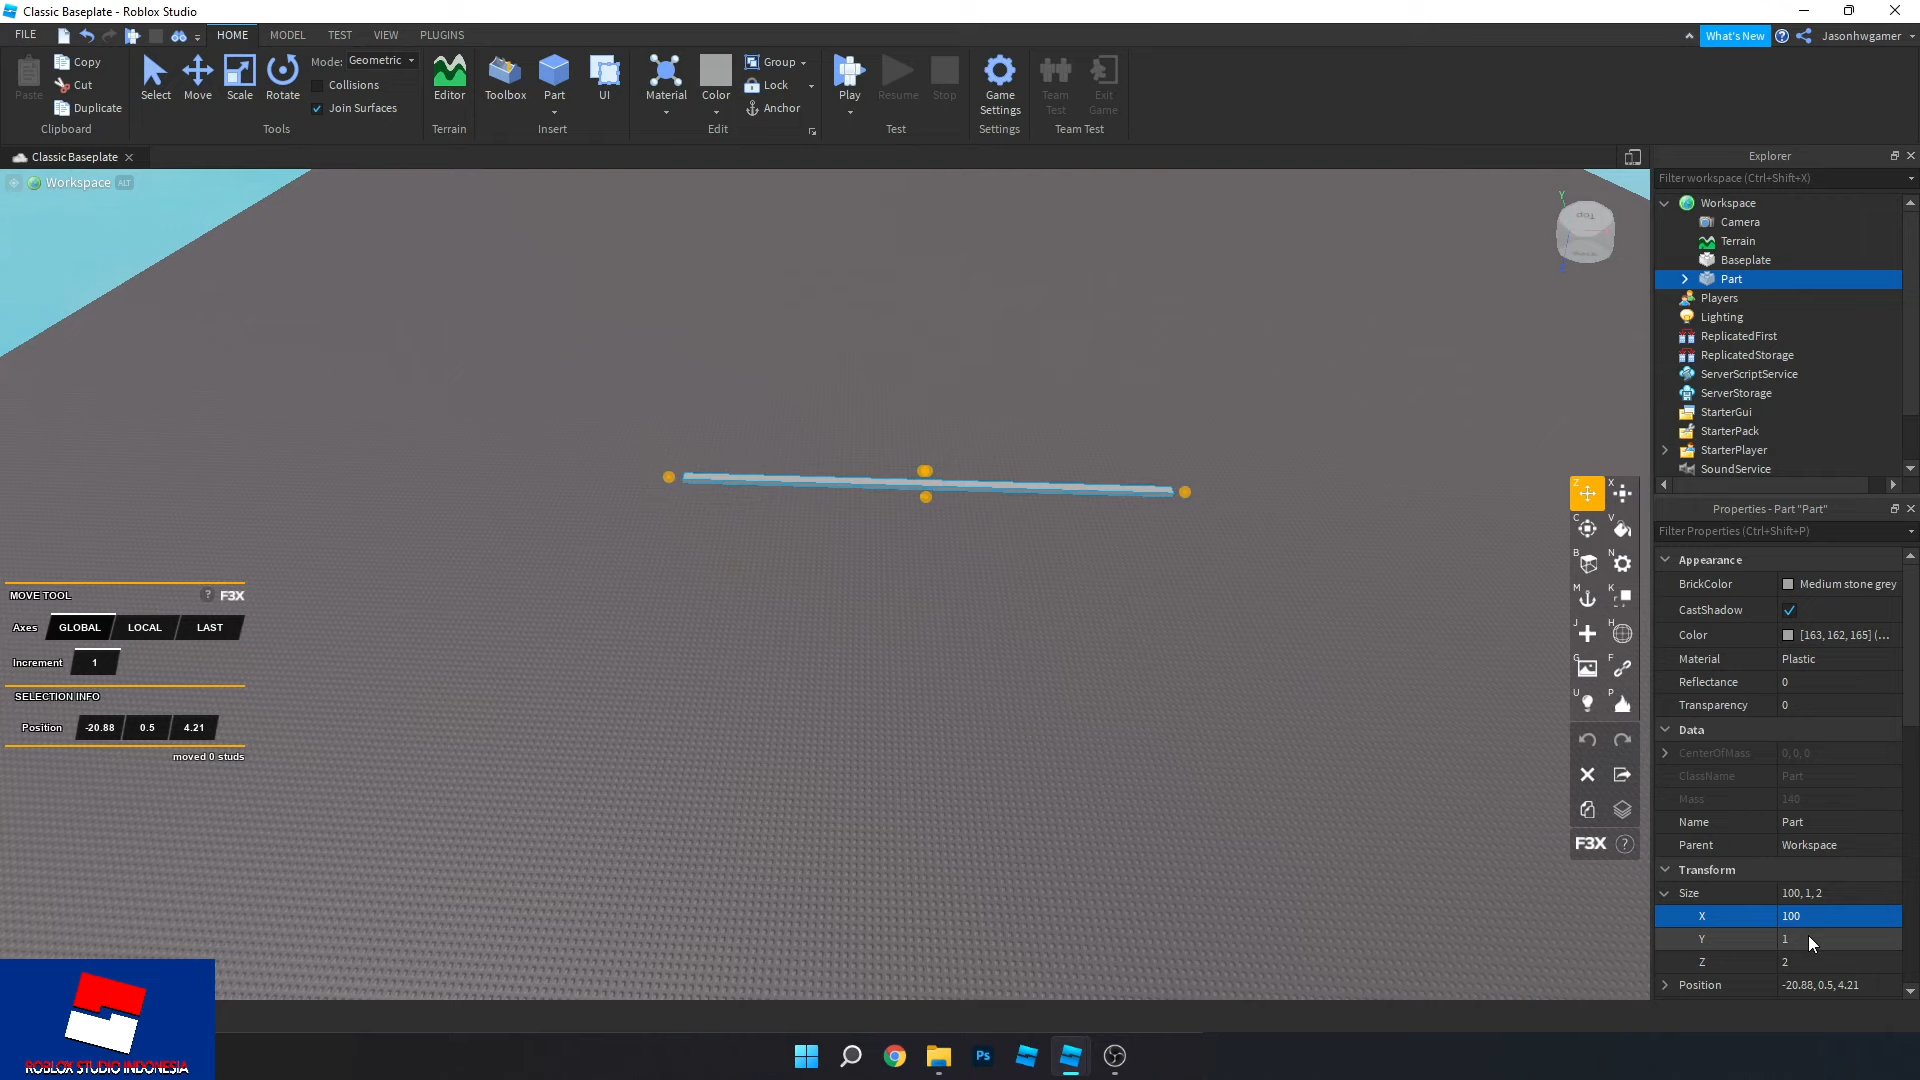 Classic Baseplate - Roblox Studio
FILE
HOME
MODEL
TEST
VIEW
PLUGINS
What's New
Jasonhwgamer
Paste
Copy
Cut
Duplicate
Clipboard
Select
Move
Scale
Rotate
Mode: Geometric
Collisions
Join Surfaces
Tools
Editor
Terrain
Toolbox
Part
UI
Insert
Material
Color
Group
Lock
Anchor
Edit
Play
Resume
Stop
Test
Game
Settings
Settings
Team
Test
Exit
Game
Team Test
Classic Baseplate
Workspace ALT
Y
Top
Explorer
Filter workspace (Ctrl+Shift+X)
Workspace
Camera
Terrain
Baseplate
Part
Players
Lighting
ReplicatedFirst
ReplicatedStorage
ServerScriptService
ServerStorage
StarterGui
StarterPack
StarterPlayer
SoundService
Z X
C V
B N
M K
J H
G F
U P
F3X ?
MOVE TOOL ? F3X
Axes GLOBAL LOCAL LAST
Increment 1
SELECTION INFO
Position -20.88 0.5 4.21
moved 0 studs
Properties - Part "Part"
Filter Properties (Ctrl+Shift+P)
Appearance
BrickColor Medium stone grey
CastShadow
Color [163, 162, 165] (...
Material Plastic
Reflectance 0
Transparency 0
Data
CenterOfMass 0, 0, 0
ClassName Part
Mass 140
Name Part
Parent Workspace
Transform
Size 100, 1, 2
X 100
Y 1
Z 2
Position -20.88, 0.5, 4.21
ROBLOX STUDIO INDONESIA
Ps